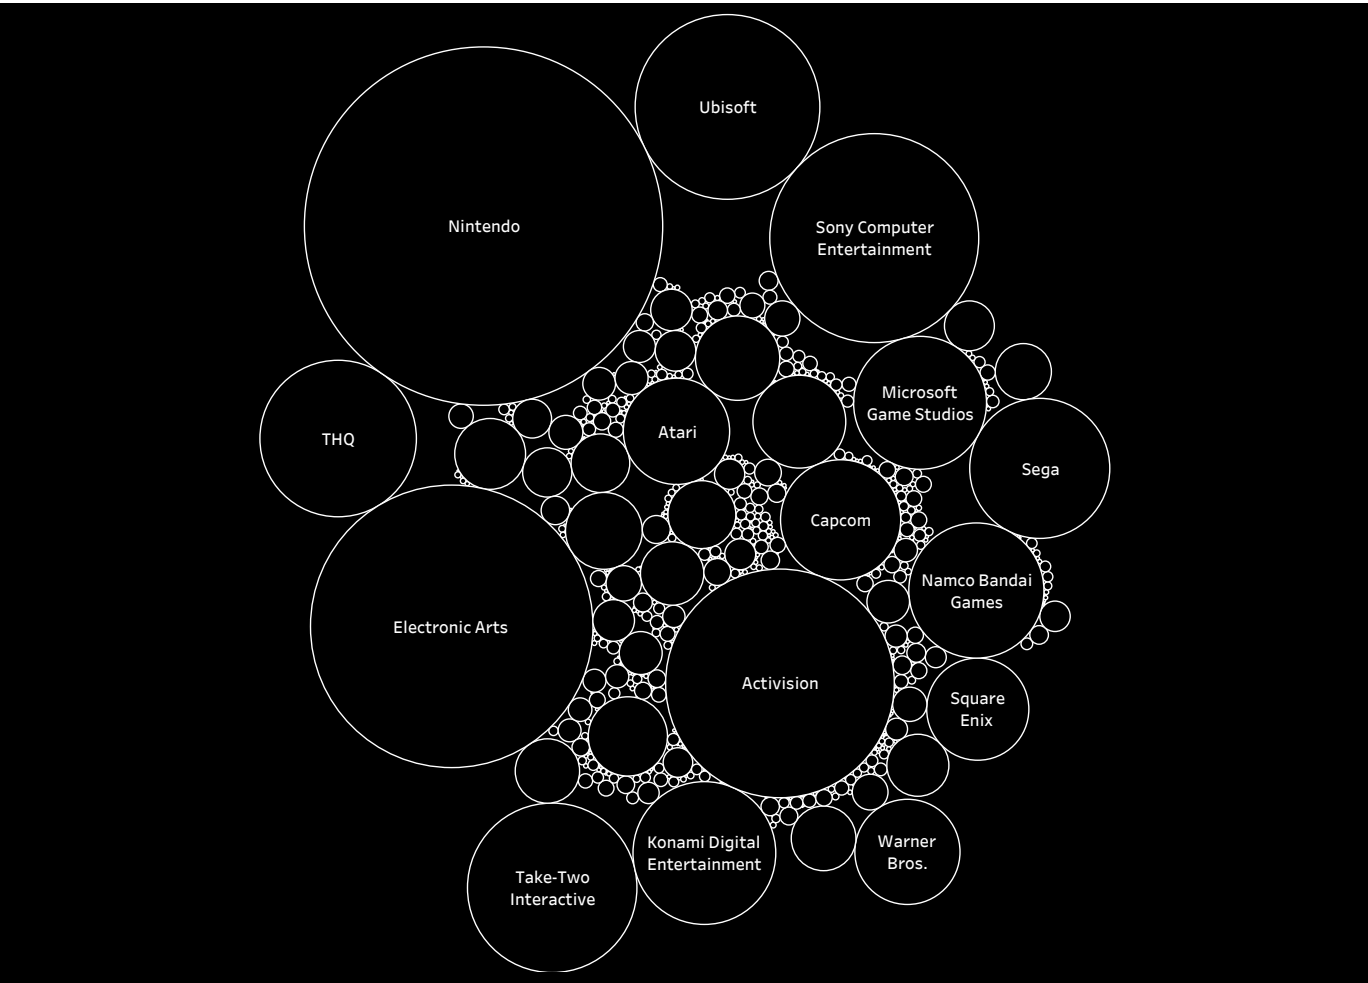 Ubisoft
Nintendo
Sony Computer
Entertainment
Microsoft
Game Studios
THQ
Atari
Sega
Capcom
Namco Bandai
Games
Electronic Arts
Activision
Square
Enix
Konami Digital
Entertainment
Warner
Bros.
Take-Two
Interactive